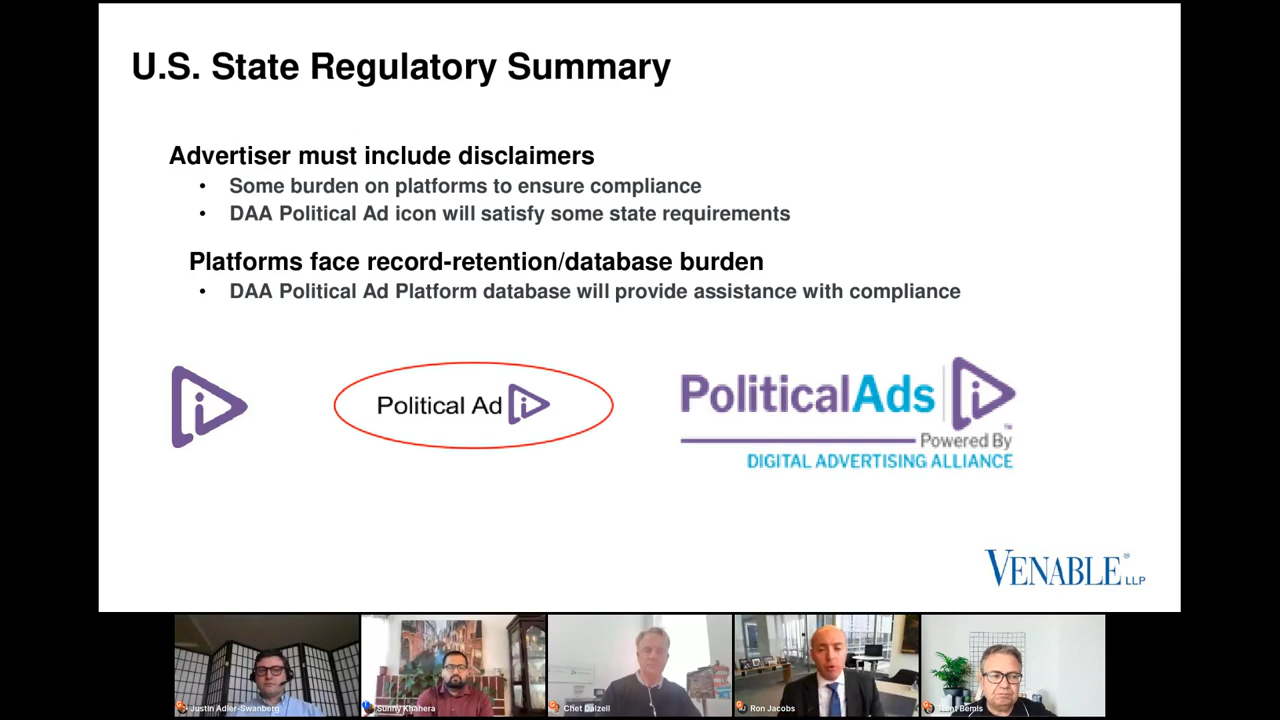 U.S. State Regulatory Summary
Advertiser must include disclaimers
• Some burden on platforms to ensure compliance
• DAA Political Ad icon will satisfy some state requirements
Platforms face record-retention/database burden
• DAA Political Ad Platform database will provide assistance with compliance
Political Ad
PoliticalAds
™
Powered By
DIGITAL ADVERTISING ALLIANCE
VENABLE® LLP
Justin Adler-Swanberg
Sunny Khahera
Chet Dalzell
Ron Jacobs
Bemis